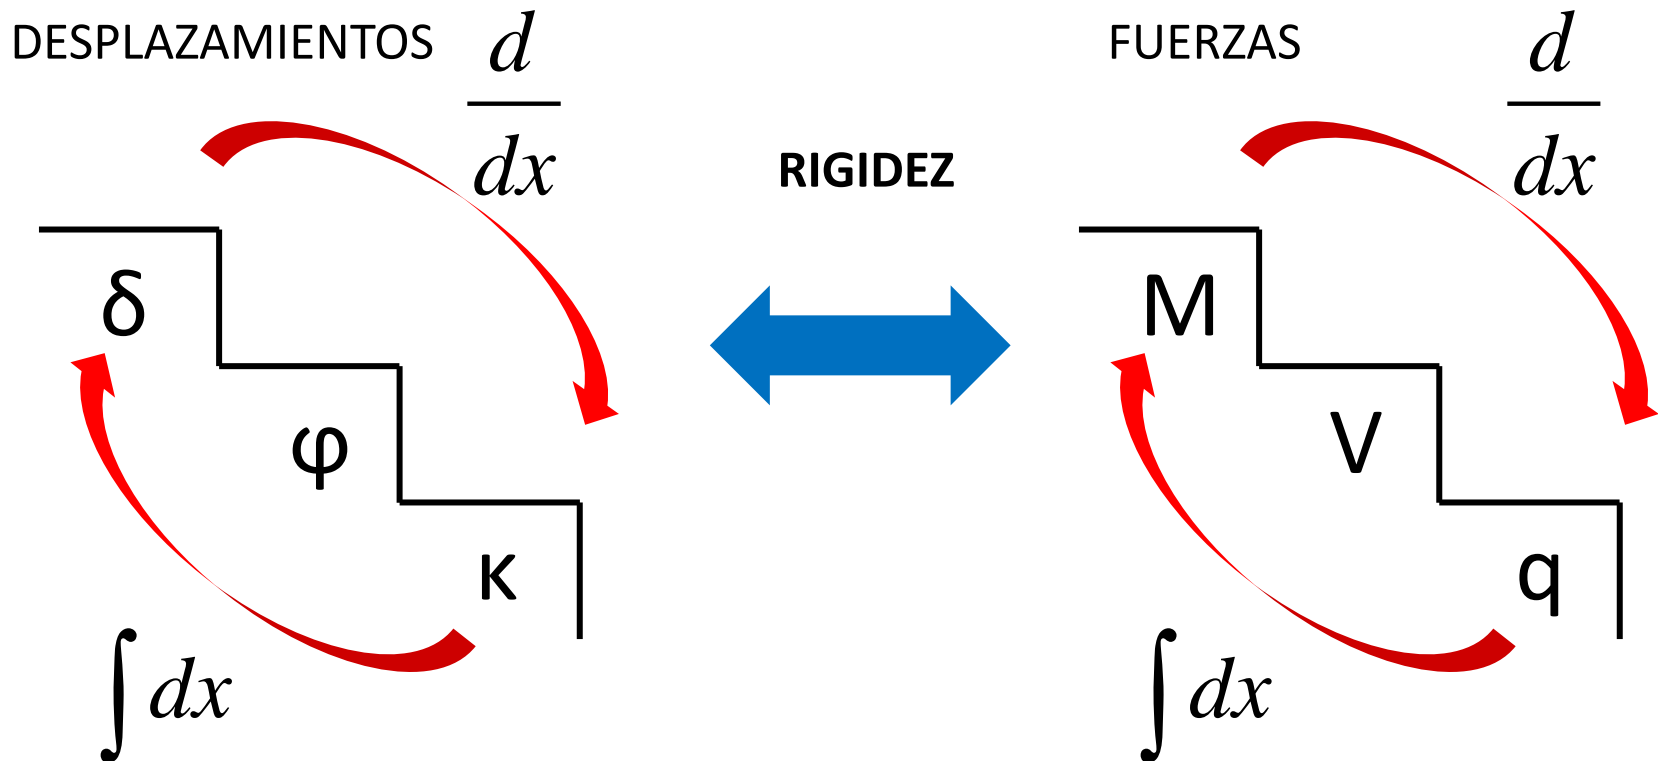 DESPLAZAMIENTOS
d
dx
δ
φ
κ
∫ dx
RIGIDEZ
FUERZAS
d
dx
M
V
q
∫ dx